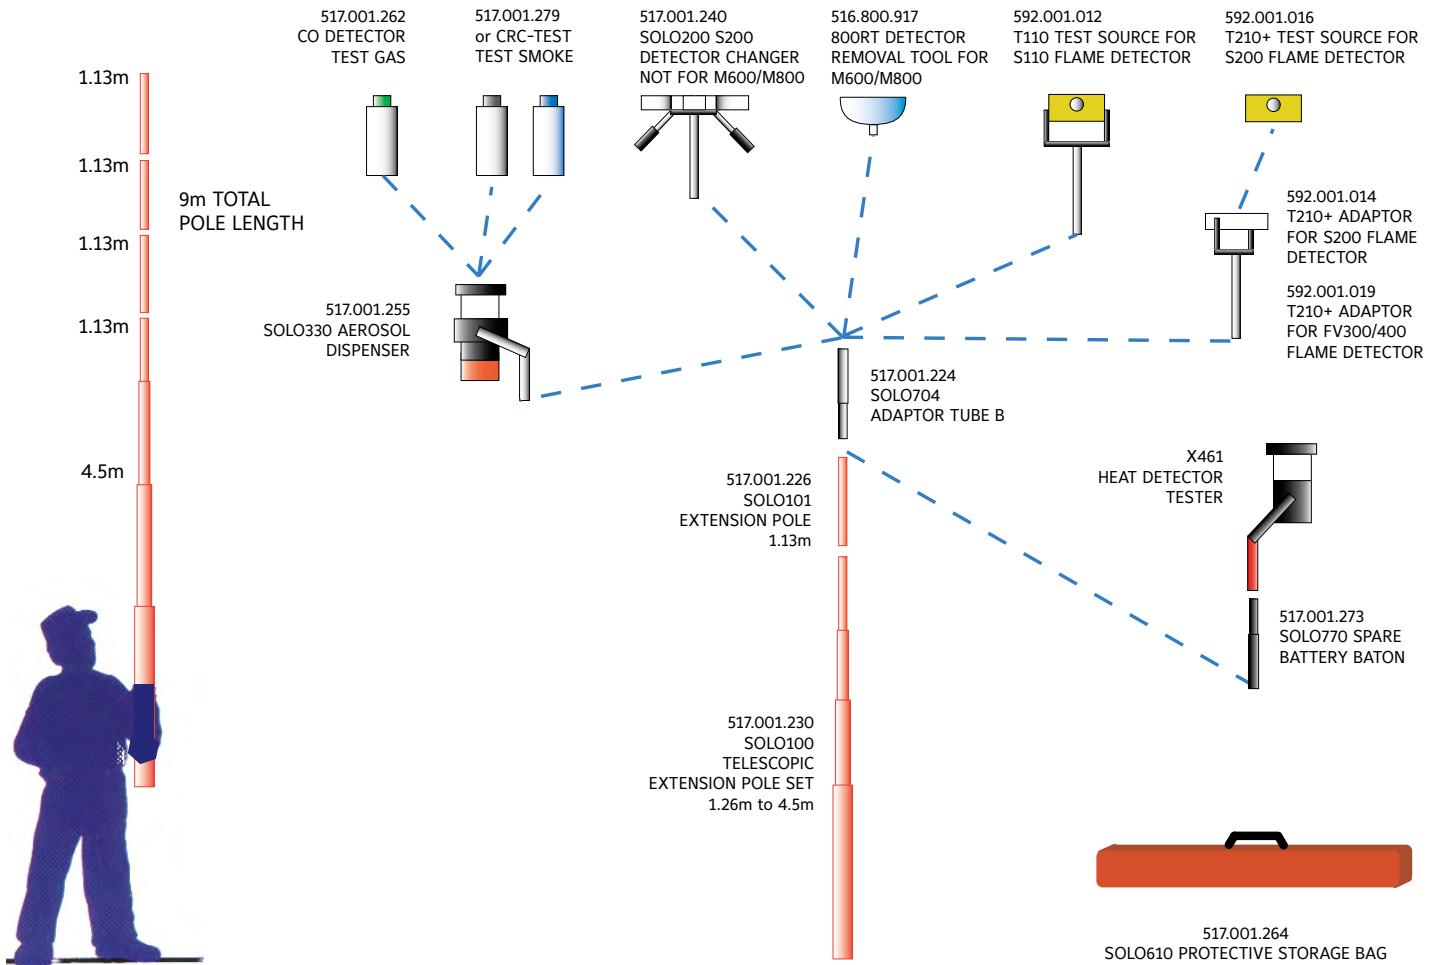 517.001.262
CO DETECTOR
TEST GAS
517.001.279
or CRC-TEST
TEST SMOKE
517.001.240
SOLO200 S200
DETECTOR CHANGER
NOT FOR M600/M800
516.800.917
800RT DETECTOR
REMOVAL TOOL FOR
M600/M800
592.001.012
T110 TEST SOURCE FOR
S110 FLAME DETECTOR
592.001.016
T210+ TEST SOURCE FOR
S200 FLAME DETECTOR
1.13m
1.13m
1.13m
1.13m
4.5m
9m TOTAL
POLE LENGTH
592.001.014
T210+ ADAPTOR
FOR S200 FLAME
DETECTOR
592.001.019
T210+ ADAPTOR
FOR FV300/400
FLAME DETECTOR
517.001.255
SOLO330 AEROSOL
DISPENSER
517.001.224
SOLO704
ADAPTOR TUBE B
X461
HEAT DETECTOR
TESTER
517.001.226
SOLO101
EXTENSION POLE
1.13m
517.001.273
SOLO770 SPARE
BATTERY BATON
517.001.230
SOLO100
TELESCOPIC
EXTENSION POLE SET
1.26m to 4.5m
517.001.264
SOLO610 PROTECTIVE STORAGE BAG